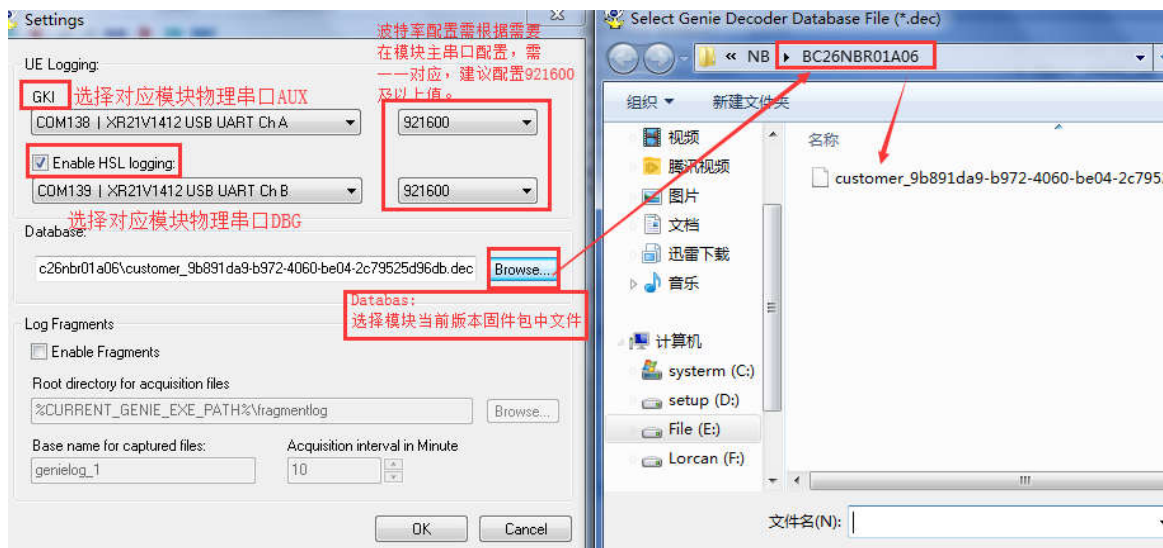 Settings
UE Logging:
GKI
选择对应模块物理串口AUX
波特率配置需根据需要
在模块主串口配置，需
一一对应，建议配置921600
及以上值。
COM138 | XR21V1412 USB UART Ch A
921600
Enable HSL logging:
COM139 | XR21V1412 USB UART Ch B
921600
选择对应模块物理串口DBG
Database:
c26nbr01a06\customer_9b891da9-b972-4060-be04-2c79525d96db.dec
Browse...
Databas:
选择模块当前版本固件包中文件
Log Fragments
Enable Fragments
Root directory for acquisition files
%CURRENT_GENIE_EXE_PATH%\fragmentlog
Browse...
Base name for captured files:
Acquisition interval in Minute
genielog_1
10
OK
Cancel
Select Genie Decoder Database File (*.dec)
« NB
BC26NBR01A06
组织
新建文件夹
视频
腾讯视频
图片
文档
迅雷下载
音乐
计算机
systerm (C:)
setup (D:)
File (E:)
Lorcan (F:)
名称
customer_9b891da9-b972-4060-be04-2c795
文件名(N):